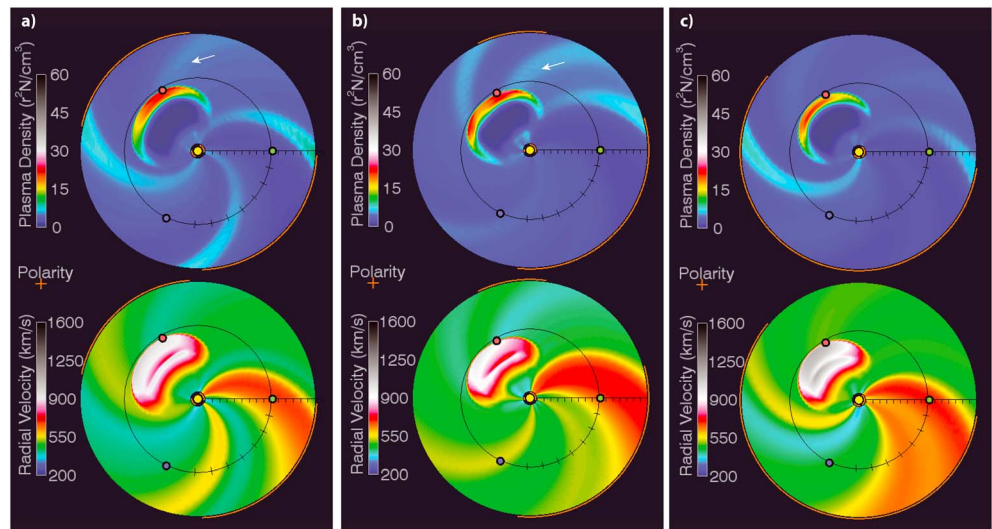 a)
Plasma Density (r²N/cm³)
60
45
30
15
0
Polarity
+
Radial Velocity (km/s)
1600
1250
900
550
200
b)
Plasma Density (r²N/cm³)
60
45
30
15
0
Polarity
+
Radial Velocity (km/s)
1600
1250
900
550
200
c)
Plasma Density (r²N/cm³)
60
45
30
15
0
Polarity
+
Radial Velocity (km/s)
1600
1250
900
550
200